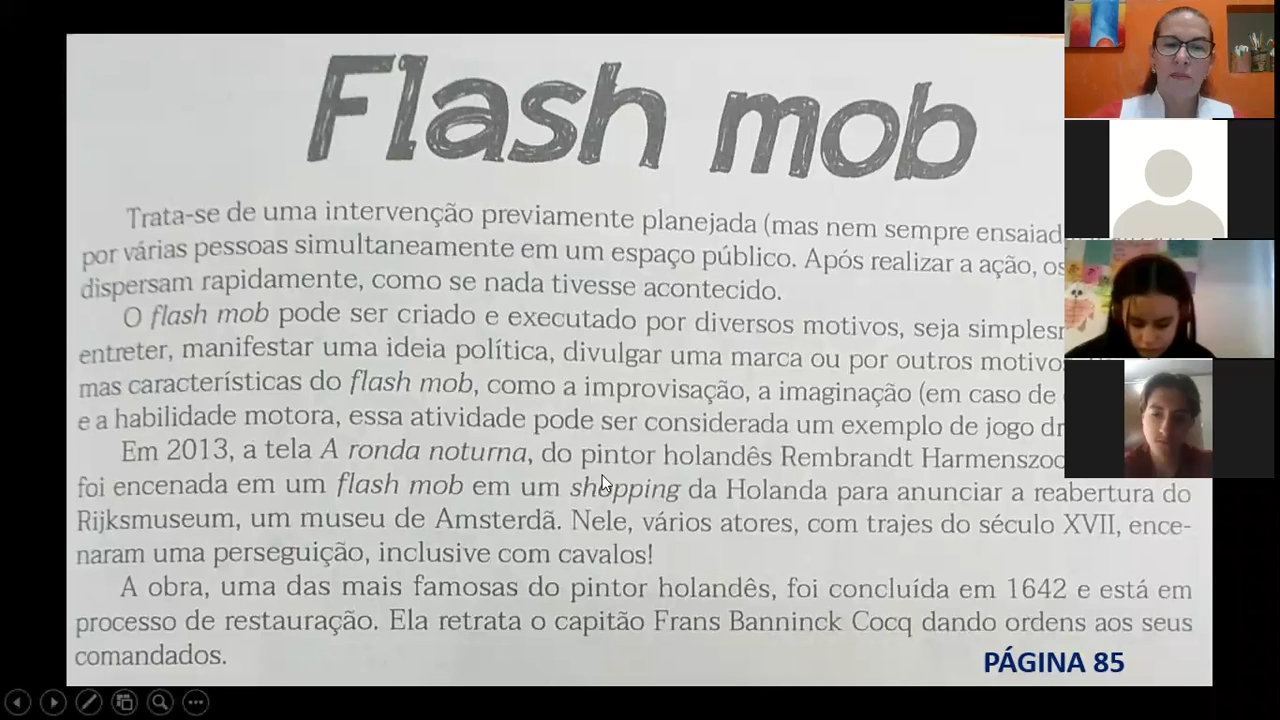 Flash mob
Trata-se de uma intervenção previamente planejada (mas nem sempre
por várias pessoas simultaneamente em um espaço público. Após realizar a ação, os
dispersam rapidamente, como se nada tivesse acontecido.
O flash mob pode ser criado e executado por diversos motivos, seja
entreter, manifestar uma ideia política, divulgar uma marca ou por outros
mas características do flash mob, como a improvisação, a imaginação (em caso de
e a habilidade motora, essa atividade pode ser considerada um exemplo de jogo
Em 2013, a tela A ronda noturna, do pintor holandês Rembrandt
foi encenada em um flash mob em um shopping da Holanda para anunciar a reabertura do
Rijksmuseum, um museu de Amsterdã. Nele, vários atores, com trajes do século XVII, ence-
naram uma perseguição, inclusive com cavalos!
A obra, uma das mais famosas do pintor holandês, foi concluída em 1642 e está em
processo de restauração. Ela retrata o capitão Frans Banninck Cocq dando ordens aos seus
comandados.
PÁGINA 85